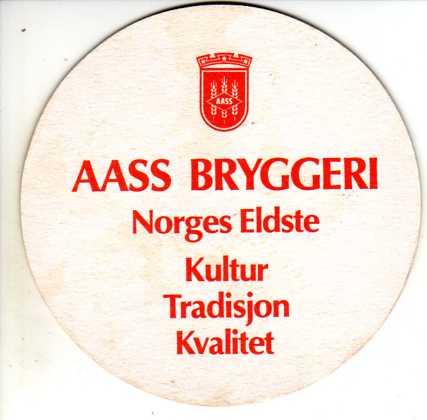 AASS
AASS BRYGGERI
Norges Eldste
Kultur
Tradisjon
Kvalitet